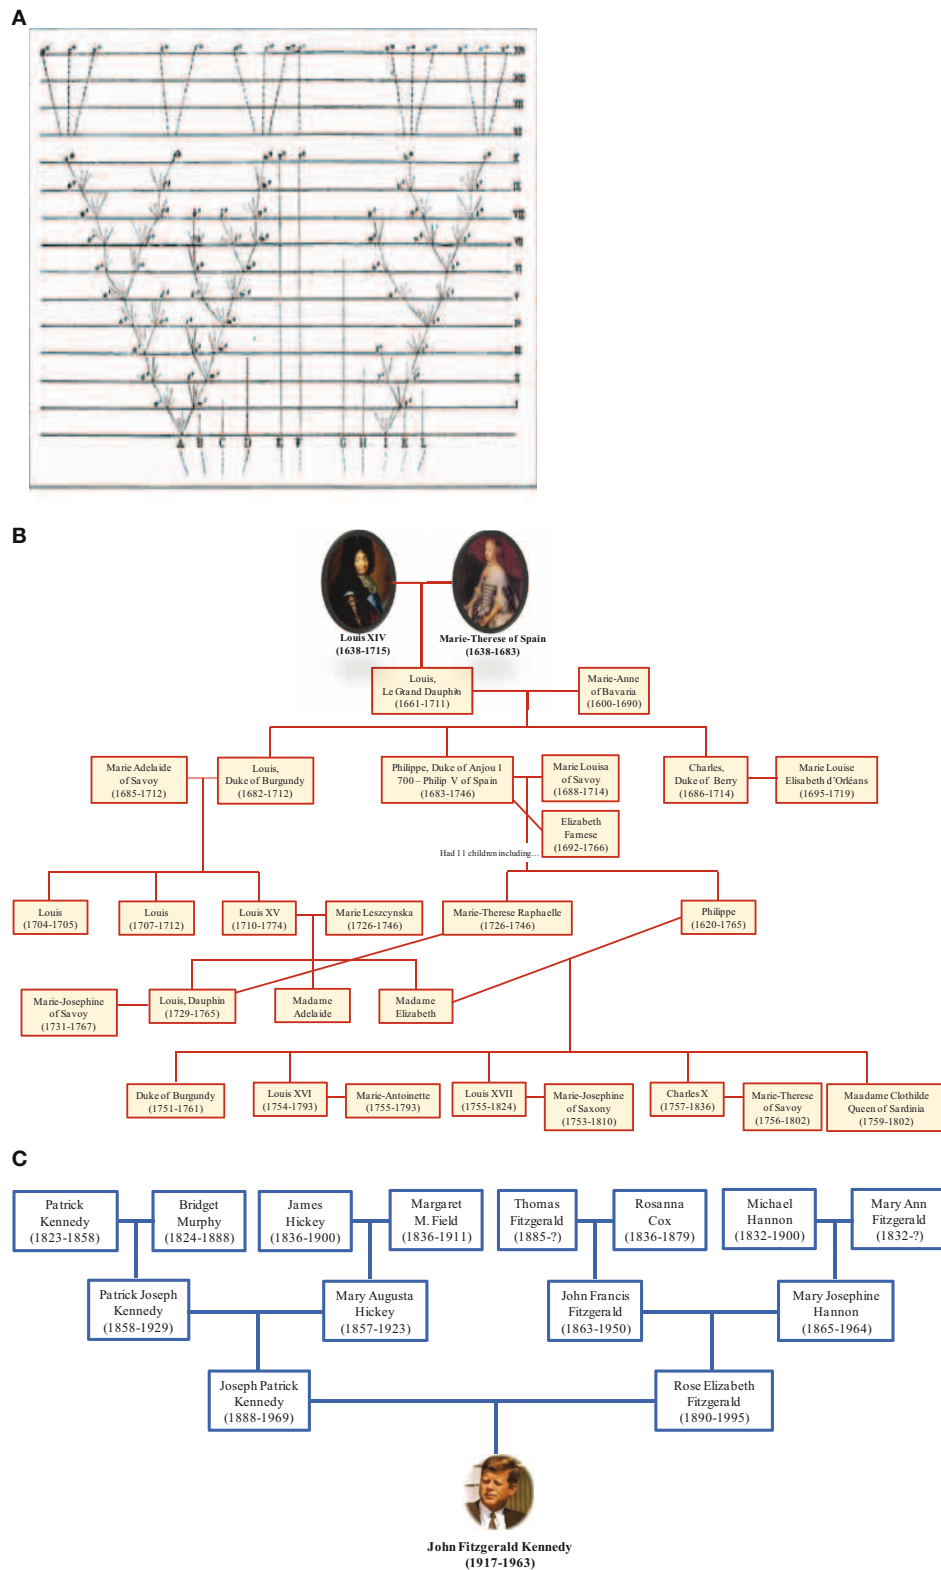 A
XIV
XIII
XII
XI
X
IX
VIII
VII
VI
V
IV
III
II
I
A B C D E F G H I K L
B
Louis XIV
(1638-1715)
Marie-Therese of Spain
(1638-1683)
Louis,
Le Grand Dauphin
(1661-1711)
Marie-Anne
of Bavaria
(1600-1690)
Marie Adelaide
of Savoy
(1685-1712)
Louis,
Duke of Burgundy
(1682-1712)
Philippe, Duke of Anjou 1
700 – Philip V of Spain
(1683-1746)
Marie Louisa
of Savoy
(1688-1714)
Charles,
Duke of Berry
(1686-1714)
Marie Louise
Elisabeth d'Orléans
(1695-1719)
Elizabeth
Farnese
(1692-1766)
Had 11 children including...
Louis
(1704-1705)
Louis
(1707-1712)
Louis XV
(1710-1774)
Marie Leszcynska
(1726-1746)
Marie-Therese Raphaelle
(1726-1746)
Philippe
(1620-1765)
Marie-Josephine
of Savoy
(1731-1767)
Louis, Dauphin
(1729-1765)
Madame
Adelaide
Madame
Elizabeth
Duke of Burgundy
(1751-1761)
Louis XVI
(1754-1793)
Marie-Antoinette
(1755-1793)
Louis XVII
(1755-1824)
Marie-Josephine
of Saxony
(1753-1810)
Charles X
(1757-1836)
Marie-Therese
of Savoy
(1756-1802)
Maadame Clothilde
Queen of Sardinia
(1759-1802)
C
Patrick
Kennedy
(1823-1858)
Bridget
Murphy
(1824-1888)
James
Hickey
(1836-1900)
Margaret
M. Field
(1836-1911)
Thomas
Fitzgerald
(1885-?)
Rosanna
Cox
(1836-1879)
Michael
Hannon
(1832-1900)
Mary Ann
Fitzgerald
(1832-?)
Patrick Joseph
Kennedy
(1858-1929)
Mary Augusta
Hickey
(1857-1923)
John Francis
Fitzgerald
(1863-1950)
Mary Josephine
Hannon
(1865-1964)
Joseph Patrick
Kennedy
(1888-1969)
Rose Elizabeth
Fitzgerald
(1890-1995)
John Fitzgerald Kennedy
(1917-1963)